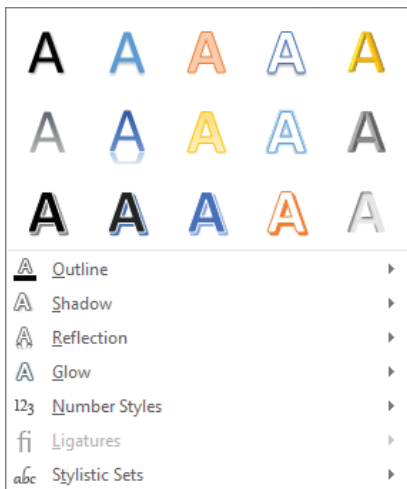 A A A A A
A A A A A
A A A A A
A Outline
A Shadow
A Reflection
A Glow
123 Number Styles
fi Ligatures
abc Stylistic Sets